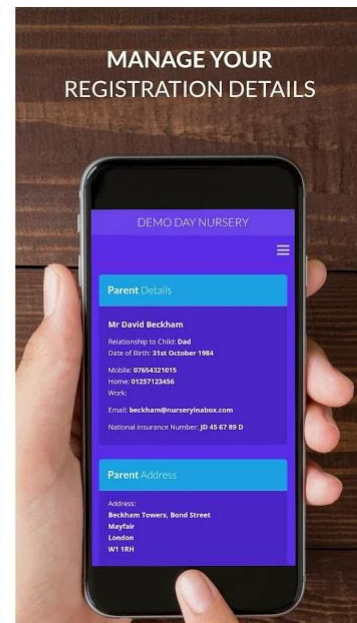 MANAGE YOUR
REGISTRATION DETAILS
DEMO DAY NURSERY
Parent Details
Mr David Beckham
Relationship to Child: Dad
Date of Birth: 31st October 1984
Mobile: 07654321015
Home: 01257123456
Work:
Email: beckham@nurseryinabox.com
National Insurance Number: JD 45 67 89 D
Parent Address
Address:
Beckham Towers, Bond Street
Mayfair
London
W1 1RH